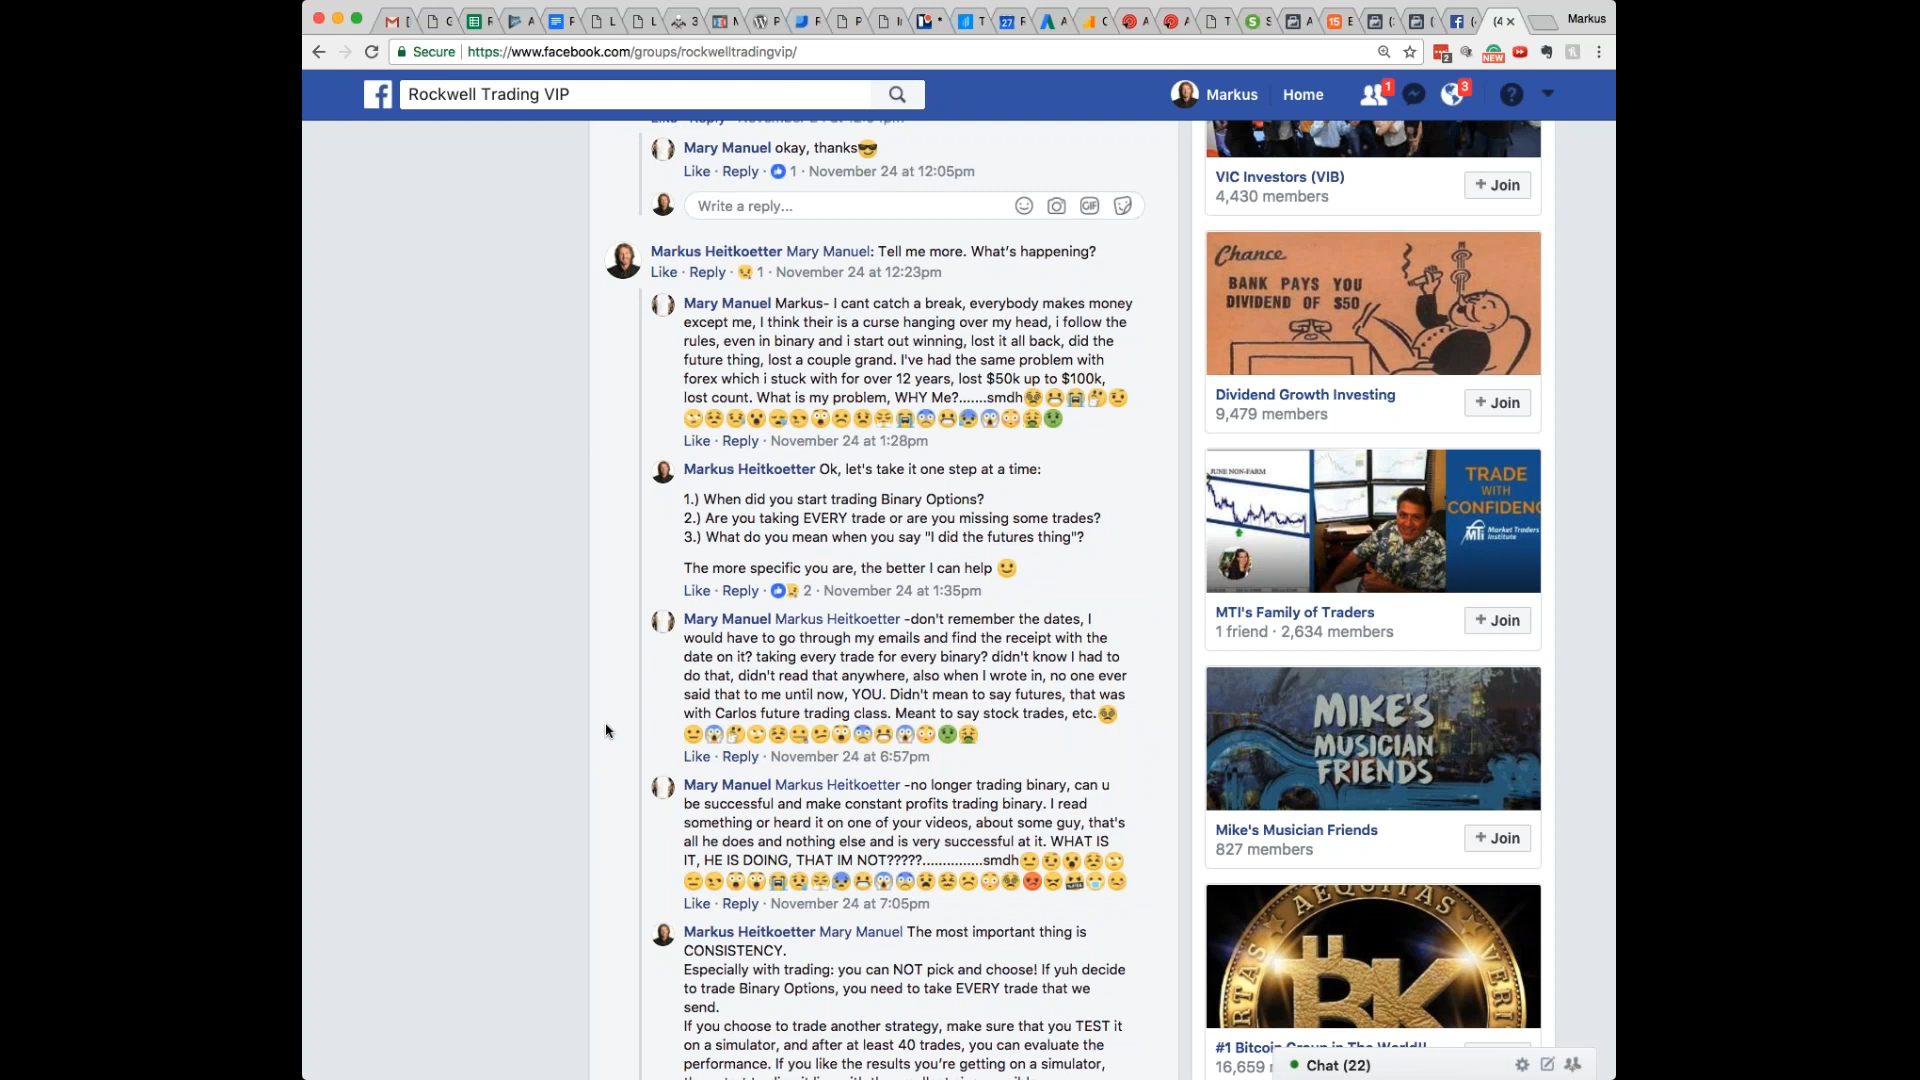 Markus
Secure
https://www.facebook.com/groups/rockwelltradingvip/
NEW
Rockwell Trading VIP
Markus
Home
1
3
Mary Manuel okay, thanks
Like · Reply · 1 · November 24 at 12:05pm
Write a reply...
GIF
Markus Heitkoetter Mary Manuel: Tell me more. What's happening?
Like · Reply · 1 · November 24 at 12:23pm
Mary Manuel Markus- I cant catch a break, everybody makes money
except me, I think their is a curse hanging over my head, i follow the
rules, even in binary and i start out winning, lost it all back, did the
future thing, lost a couple grand. I've had the same problem with
forex which i stuck with for over 12 years, lost $50k up to $100k,
lost count. What is my problem, WHY Me?......smdh
Like · Reply · November 24 at 1:28pm
Markus Heitkoetter Ok, let's take it one step at a time:
1.) When did you start trading Binary Options?
2.) Are you taking EVERY trade or are you missing some trades?
3.) What do you mean when you say "I did the futures thing"?
The more specific you are, the better I can help
Like · Reply · 2 · November 24 at 1:35pm
Mary Manuel Markus Heitkoetter -don't remember the dates, I
would have to go through my emails and find the receipt with the
date on it? taking every trade for every binary? didn't know I had to
do that, didn't read that anywhere, also when I wrote in, no one ever
said that to me until now, YOU. Didn't mean to say futures, that was
with Carlos future trading class. Meant to say stock trades, etc.
Like · Reply · November 24 at 6:57pm
Mary Manuel Markus Heitkoetter -no longer trading binary, can u
be successful and make constant profits trading binary. I read
something or heard it on one of your videos, about some guy, that's
all he does and nothing else and is very successful at it. WHAT IS
IT, HE IS DOING, THAT IM NOT?????...............smdh
Like · Reply · November 24 at 7:05pm
Markus Heitkoetter Mary Manuel The most important thing is
CONSISTENCY.
Especially with trading: you can NOT pick and choose! If yuh decide
to trade Binary Options, you need to take EVERY trade that we
send.
If you choose to trade another strategy, make sure that you TEST it
on a simulator, and after at least 40 trades, you can evaluate the
performance. If you like the results you're getting on a simulator,
VIC Investors (VIB)
4,430 members
+ Join
Chance
BANK PAYS YOU
DIVIDEND OF $50
Dividend Growth Investing
9,479 members
+ Join
JUNE NON-FARM
TRADE
WITH
CONFIDENC
MTI Market Traders
Institute
MTI's Family of Traders
1 friend · 2,634 members
+ Join
MIKE'S
MUSICIAN
FRIENDS
Mike's Musician Friends
827 members
+ Join
AEQUITAS
VERI
TAS
BK
#1 Bitcoin Group in The World!!
16,659
Chat (22)